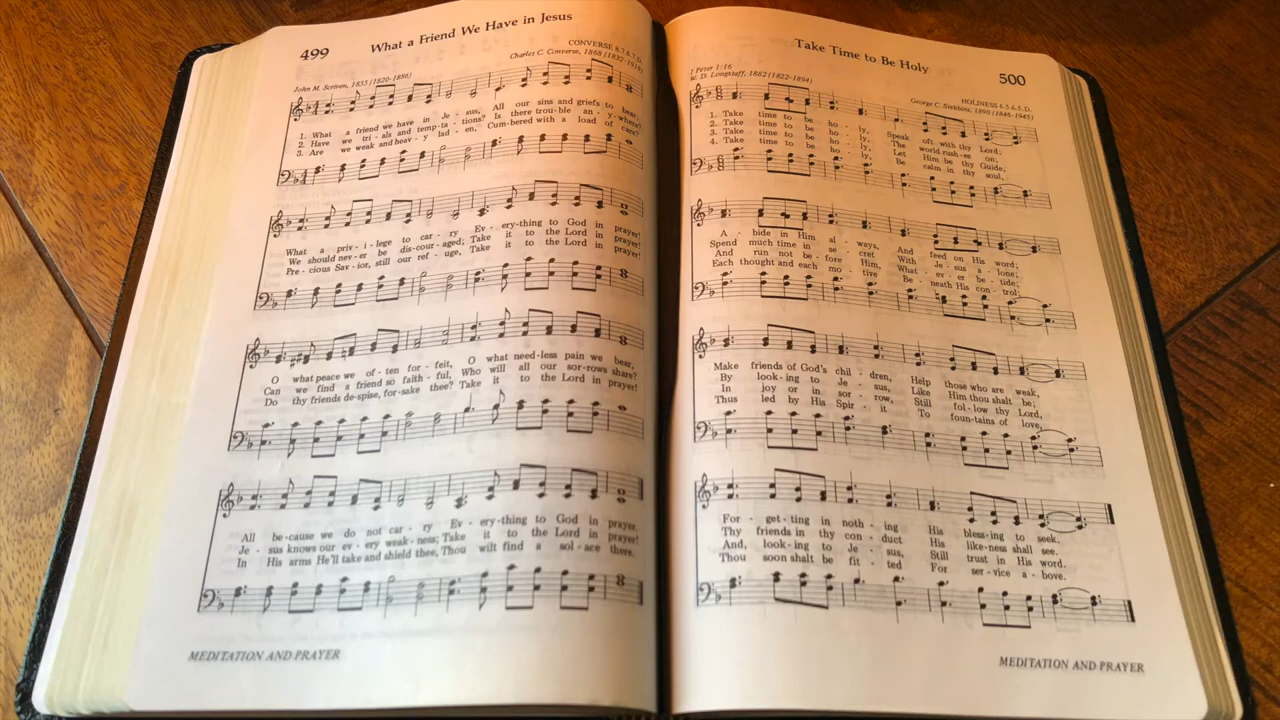 499
What a Friend We Have in Jesus
CONVERSE 8.7.8.7.D.
John M. Scriven, 1855 (1820-1886)
Charles C. Converse, 1868 (1832-1918)
1. What a friend we have in Je - sus, All our sins and griefs to bear;
2. Have we tri - als and temp - ta - tions? Is there trou - ble an - y - where?
3. Are we weak and heav - y lad - en, Cum - bered with a load of care?
What a priv - i - lege to car - ry Ev - ery - thing to God in prayer!
We should nev - er be dis - cour - aged; Take it to the Lord in prayer!
Pre - cious Sav - ior, still our ref - uge, Take it to the Lord in prayer!
O what peace we of - ten for - feit, O what need - less pain we bear,
Can we find a friend so faith - ful, Who will all our sor - rows share?
Do thy friends de - spise, for - sake thee? Take it to the Lord in prayer!
All be - cause we do not car - ry Ev - ery - thing to God in prayer.
Je - sus knows our ev - ery weak - ness; Take it to the Lord in prayer!
In His arms He'll take and shield thee, Thou wilt find a sol - ace there.
MEDITATION AND PRAYER
Take Time to Be Holy
500
I Peter 1:16
W. D. Longstaff, 1882 (1822-1894)
HOLINESS 6.5.6.5.D.
George C. Stebbins, 1890 (1846-1945)
1. Take time to be ho - ly, Speak oft with thy Lord;
2. Take time to be ho - ly, The world rush - es on;
3. Take time to be ho - ly, Let Him be thy Guide;
4. Take time to be ho - ly, Be calm in thy soul,
A - bide in Him al - ways, And feed on His word;
Spend much time in se - cret With Je - sus a - lone;
And run not be - fore Him, What - ev - er be - tide;
Each thought and each mo - tive Be - neath His con - trol;
Make friends of God's chil - dren, Help those who are weak,
By look - ing to Je - sus, Like Him thou shalt be;
In joy or in sor - row, Still fol - low thy Lord,
Thus led by His Spir - it To foun - tains of love,
For - get - ting in noth - ing His bless - ing to seek,
Thy friends in thy con - duct His like - ness shall see.
And, look - ing to Je - sus, Still trust in His word.
Thou soon shalt be fit - ted For ser - vice a - bove.
MEDITATION AND PRAYER